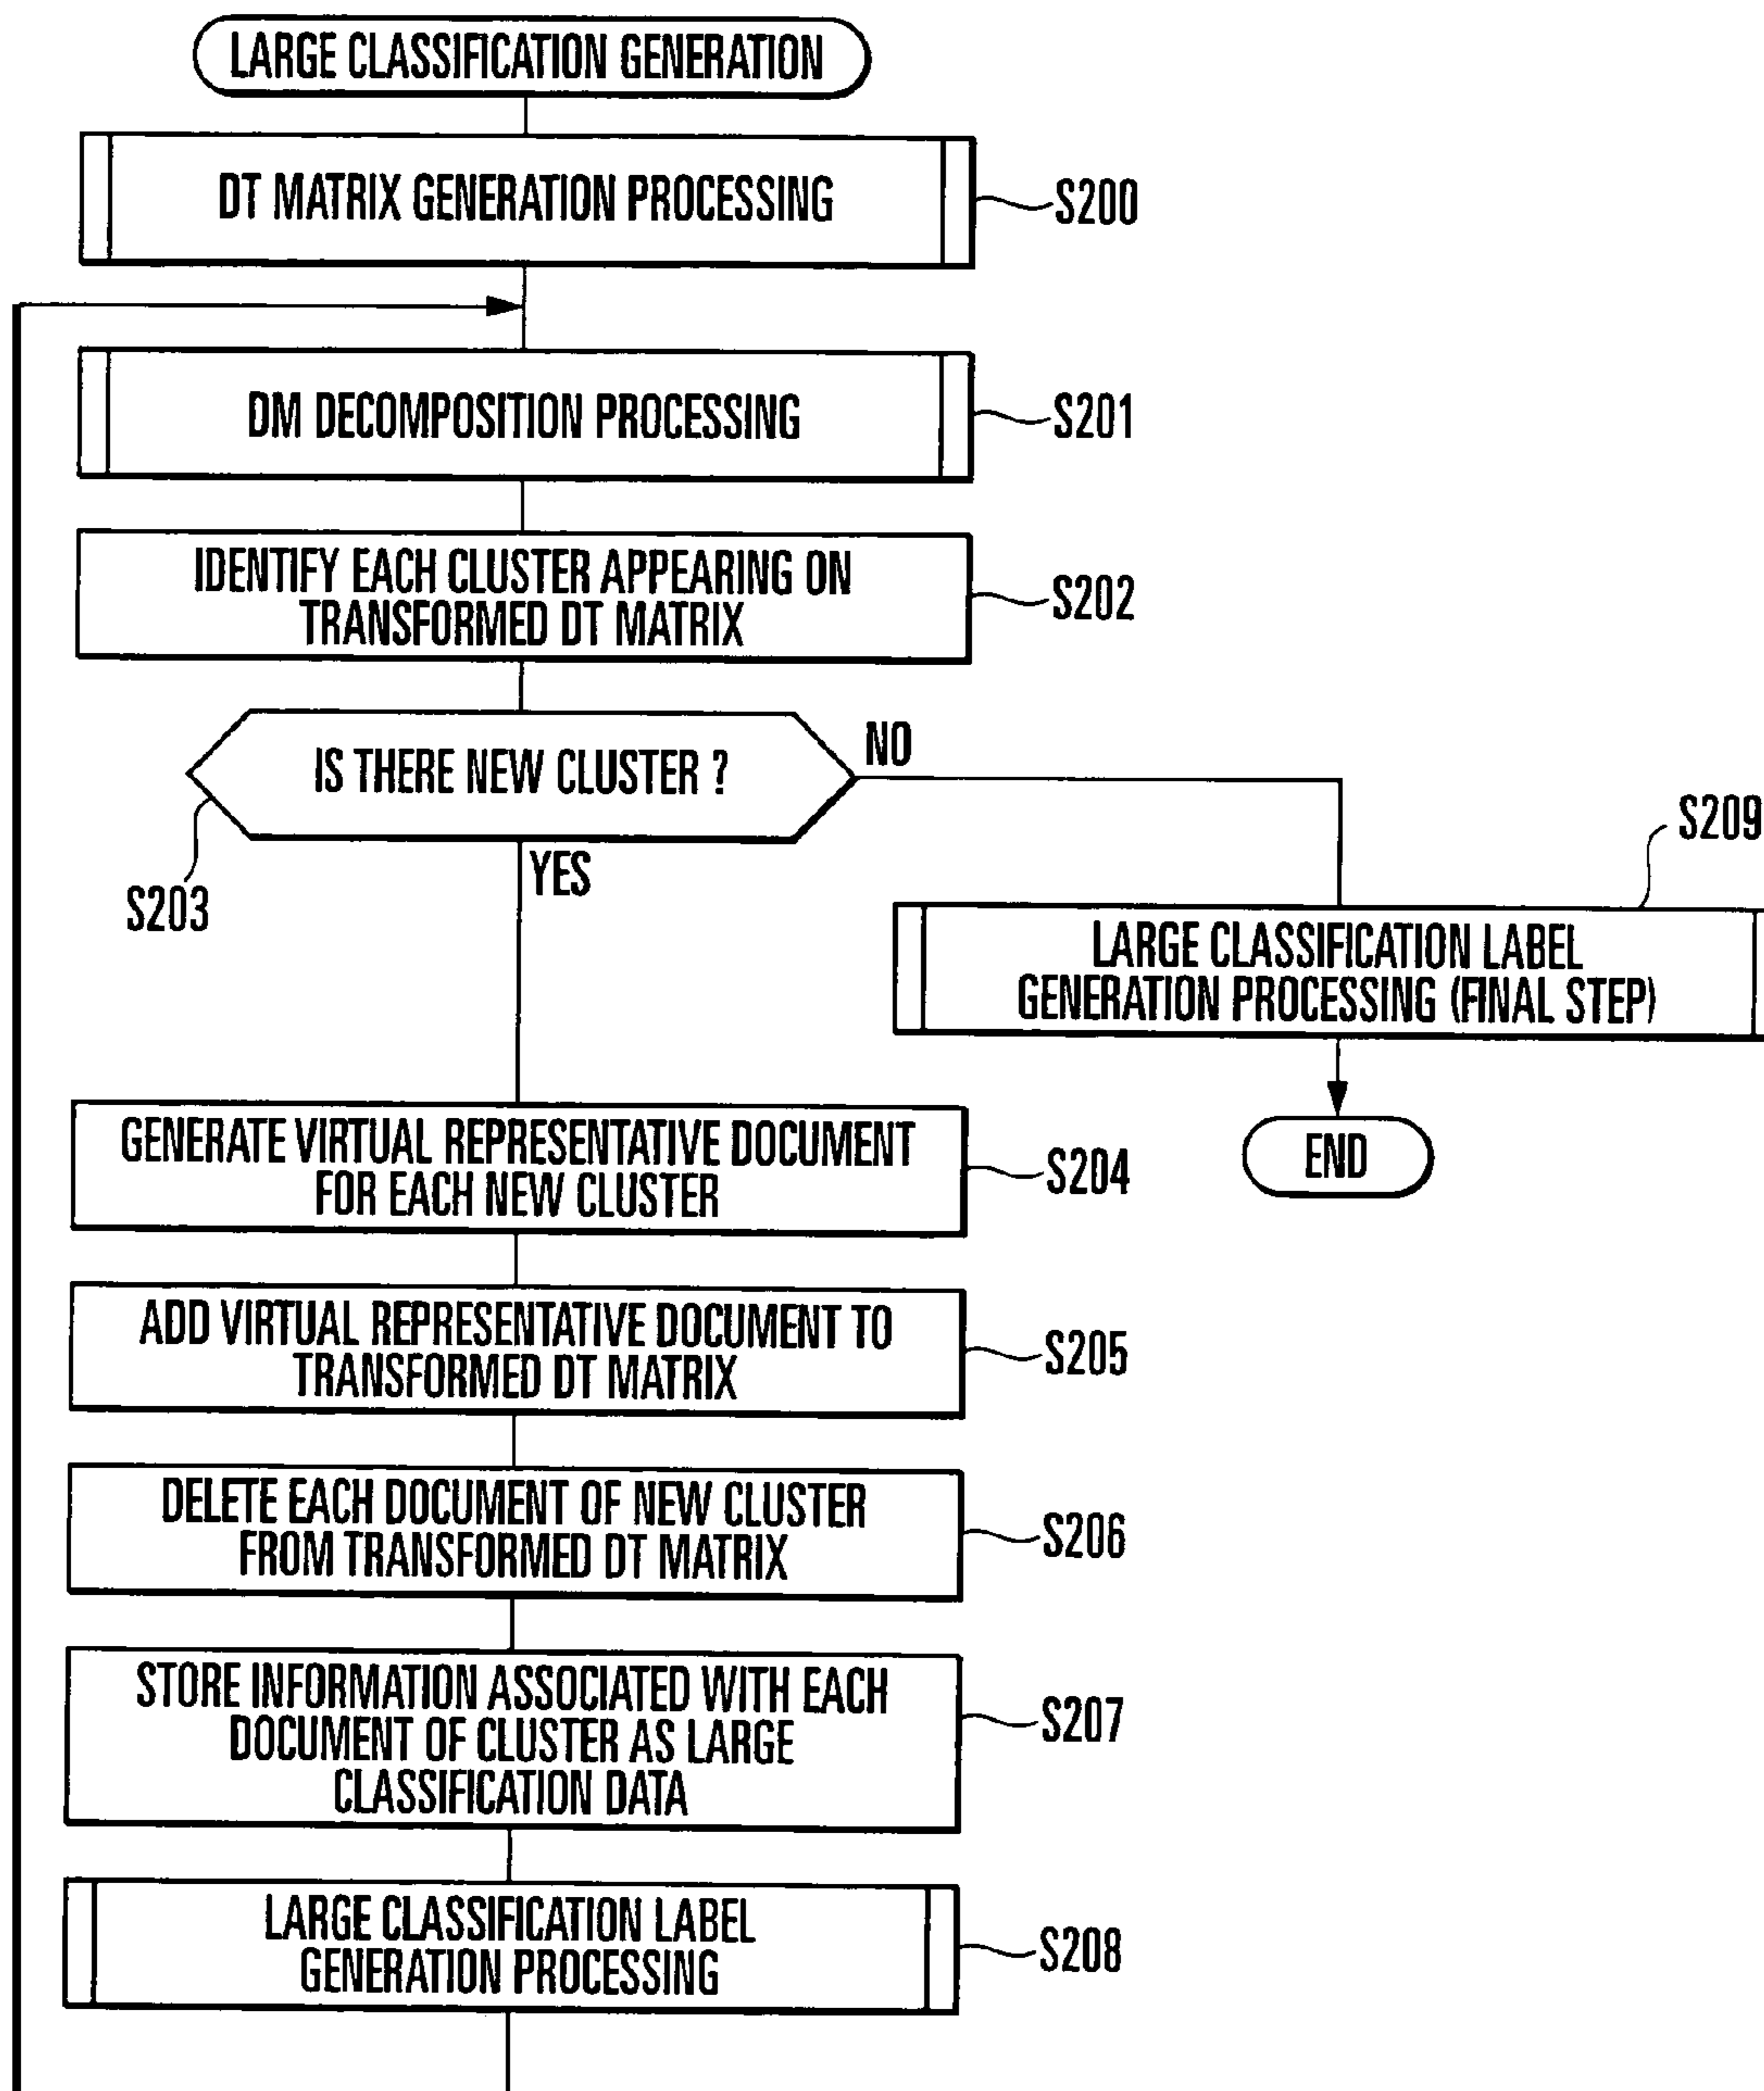 LARGE CLASSIFICATION GENERATION
DT MATRIX GENERATION PROCESSING
S200
DM DECOMPOSITION PROCESSING
S201
IDENTIFY EACH CLUSTER APPEARING ON
TRANSFORMED DT MATRIX
S202
IS THERE NEW CLUSTER ?
NO
YES
S203
S209
LARGE CLASSIFICATION LABEL
GENERATION PROCESSING (FINAL STEP)
END
GENERATE VIRTUAL REPRESENTATIVE DOCUMENT
FOR EACH NEW CLUSTER
S204
ADD VIRTUAL REPRESENTATIVE DOCUMENT TO
TRANSFORMED DT MATRIX
S205
DELETE EACH DOCUMENT OF NEW CLUSTER
FROM TRANSFORMED DT MATRIX
S206
STORE INFORMATION ASSOCIATED WITH EACH
DOCUMENT OF CLUSTER AS LARGE
CLASSIFICATION DATA
S207
LARGE CLASSIFICATION LABEL
GENERATION PROCESSING
S208